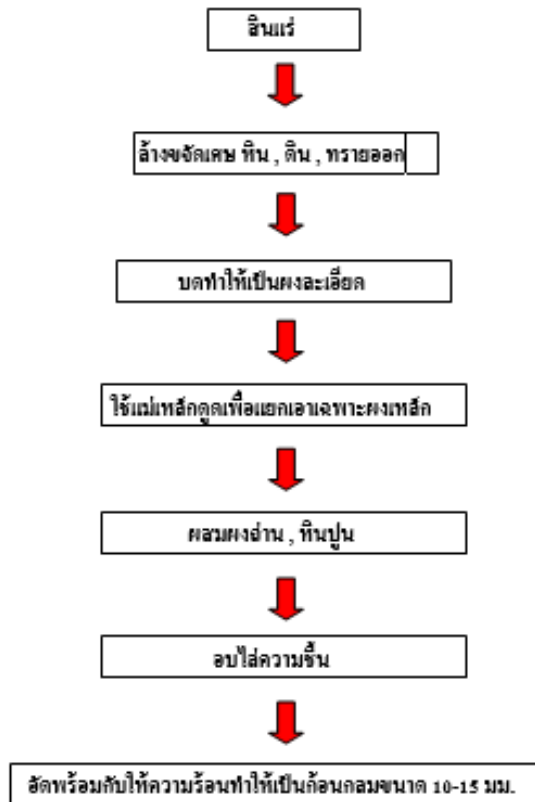 สินแร่
ล้างขจัดเศษ หิน , ดิน , ทรายออก
บดทำให้เป็นผงละเอียด
ใช้แม่เหล็กดูดเพื่อแยกเอาเฉพาะผงเหล็ก
ผสมผงถ่าน , หินปูน
อบไล่ความชื้น
อัดพร้อมกับให้ความร้อนทำให้เป็นก้อนกลมขนาด 10-15 มม.